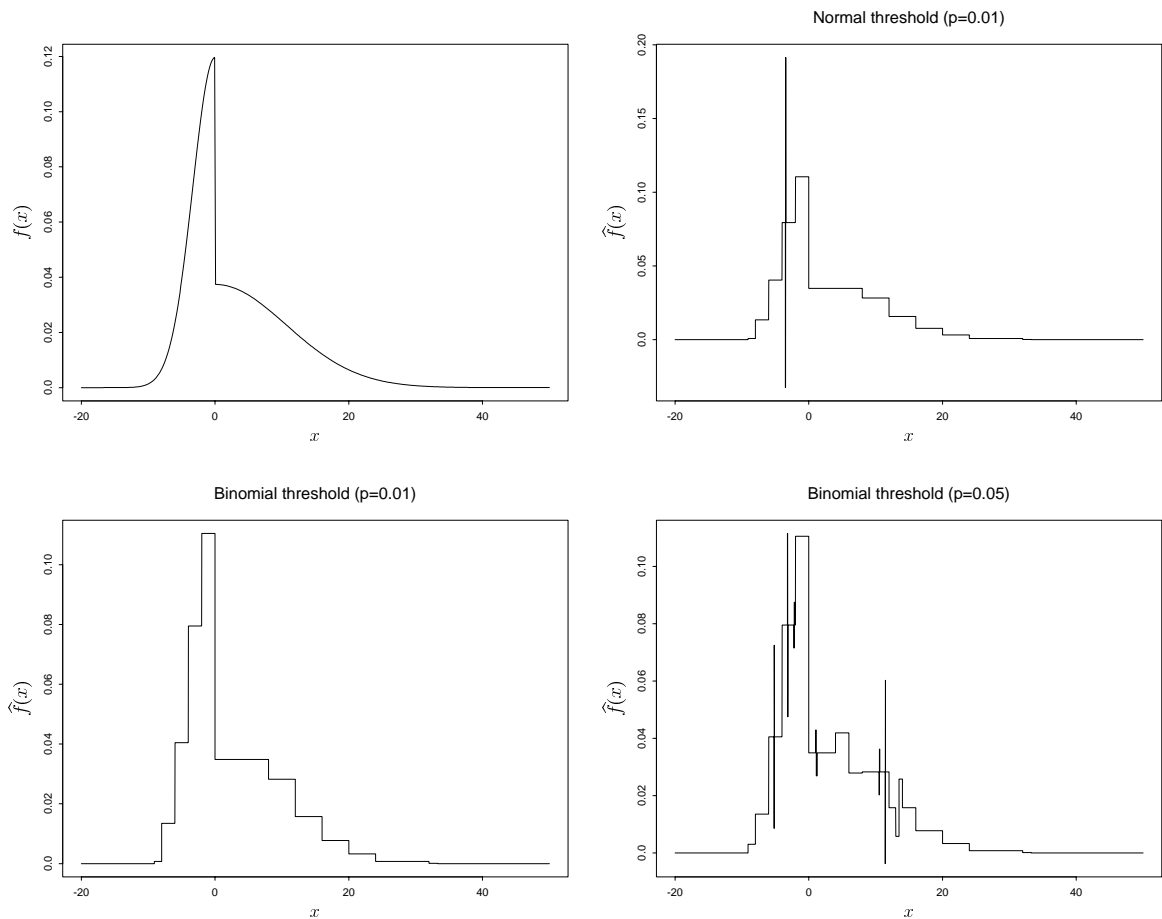 0.12
0.10
0.08
0.06
0.04
0.02
0.0
f(x)
-20 0 20 40
x
Normal threshold (p=0.01)
0.20
0.15
0.10
0.05
0.0
f̂(x)
-20 0 20 40
x
Binomial threshold (p=0.01)
0.10
0.08
0.06
0.04
0.02
0.0
f̂(x)
-20 0 20 40
x
Binomial threshold (p=0.05)
0.10
0.08
0.06
0.04
0.02
0.0
f̂(x)
-20 0 20 40
x